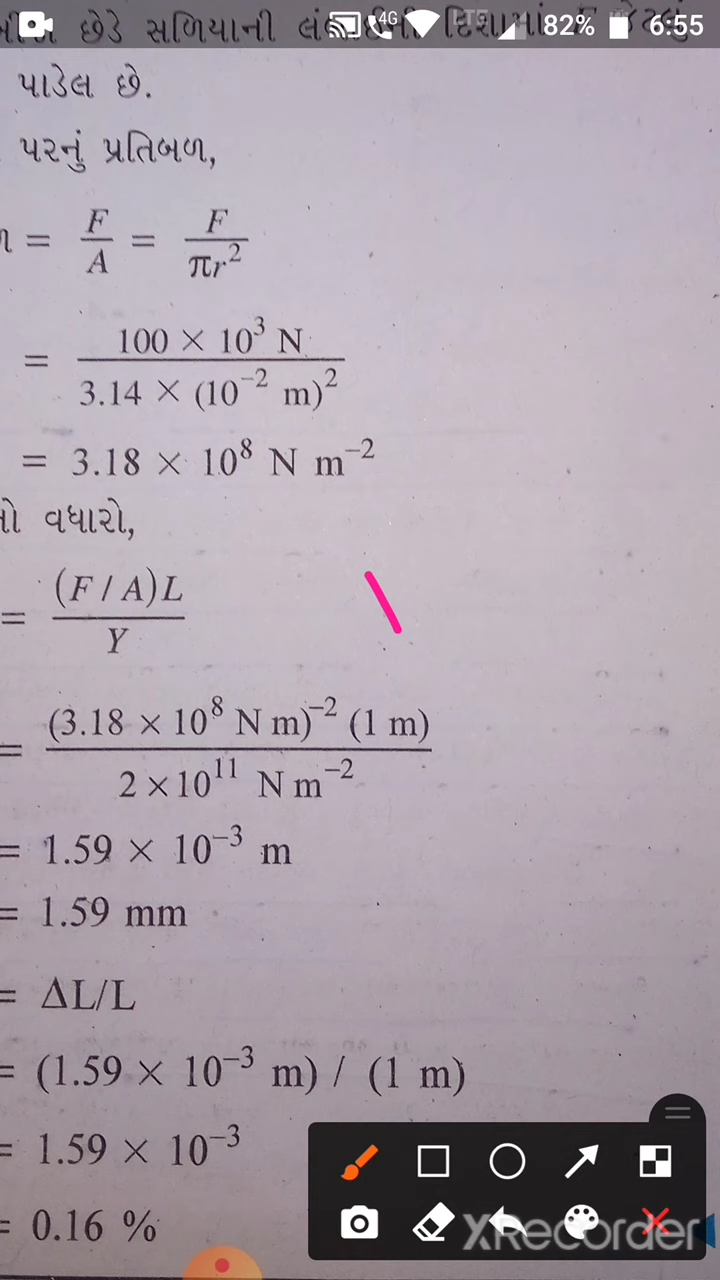 4G LTE 82% 6:55
છેડે સળિયાની
પાડેલ છે.
પરનું પ્રતિબળ,
= F/A = F/πr²
= 100 × 10³ N / 3.14 × (10⁻² m)²
= 3.18 × 10⁸ N m⁻²
વધારો,
= (F / A)L / Y
= (3.18 × 10⁸ N m)⁻² (1 m) / 2 × 10¹¹ N m⁻²
= 1.59 × 10⁻³ m
= 1.59 mm
= ΔL/L
= (1.59 × 10⁻³ m) / (1 m)
= 1.59 × 10⁻³
= 0.16 %
XRecorder